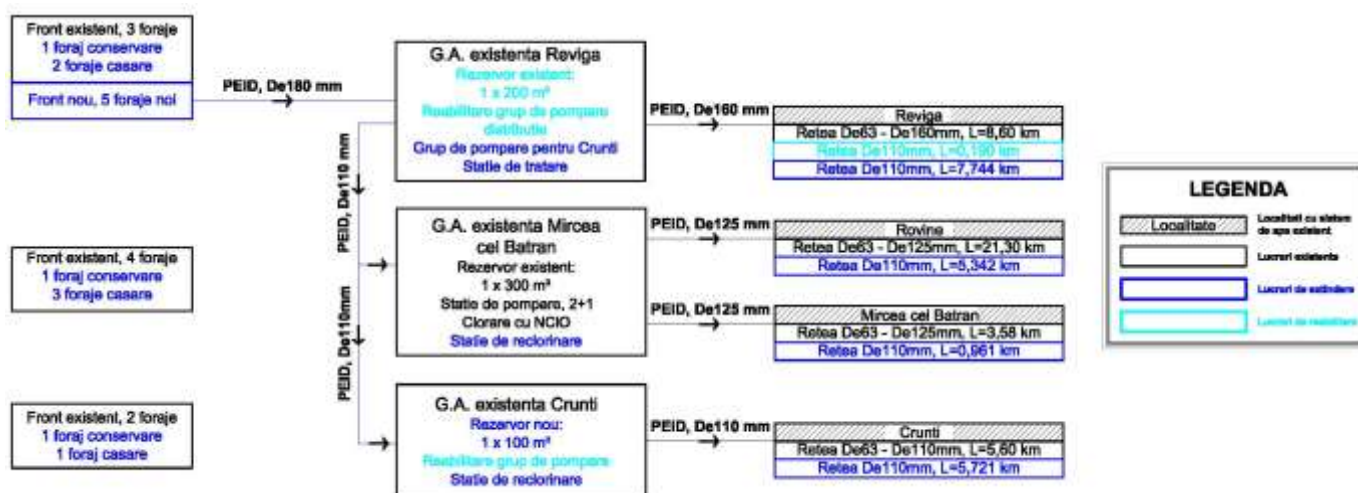 Front existent, 3 foraje
1 foraj conservare
2 foraje casare
Front nou, 5 foraje noi
PEID, De180 mm
G.A. existenta Reviga
Rezervor existent:
1 x 200 m³
Reabilitare grup de pompare
distributie
Grup de pompare pentru Crunti
Statie de tratare
PEID, De160 mm
Reviga
Retea De63 - De160mm, L=8,60 km
Retea De110mm, L=0,190 km
Retea De110mm, L=7,744 km
PEID, De110 mm
Front existent, 4 foraje
1 foraj conservare
3 foraje casare
G.A. existenta Mircea
cel Batran
Rezervor existent:
1 x 300 m³
Statie de pompare, 2+1
Clorare cu NClO
Statie de reclorinare
PEID, De125 mm
Rovine
Retea De63 - De125mm, L=21,30 km
Retea De110mm, L=5,342 km
PEID, De125 mm
Mircea cel Batran
Retea De63 - De125mm, L=3,58 km
Retea De110mm, L=0,961 km
PEID, De110mm
Front existent, 2 foraje
1 foraj conservare
1 foraj casare
G.A. existenta Crunti
Rezervor nou:
1 x 100 m³
Reabilitare grup de pompare
Statie de reclorinare
PEID, De110 mm
Crunti
Retea De63 - De110mm, L=5,60 km
Retea De110mm, L=5,721 km
LEGENDA
Localitate
Localitati cu sistem
de apa existent
Lucrari existente
Lucrari de extindere
Lucrari de reabilitare